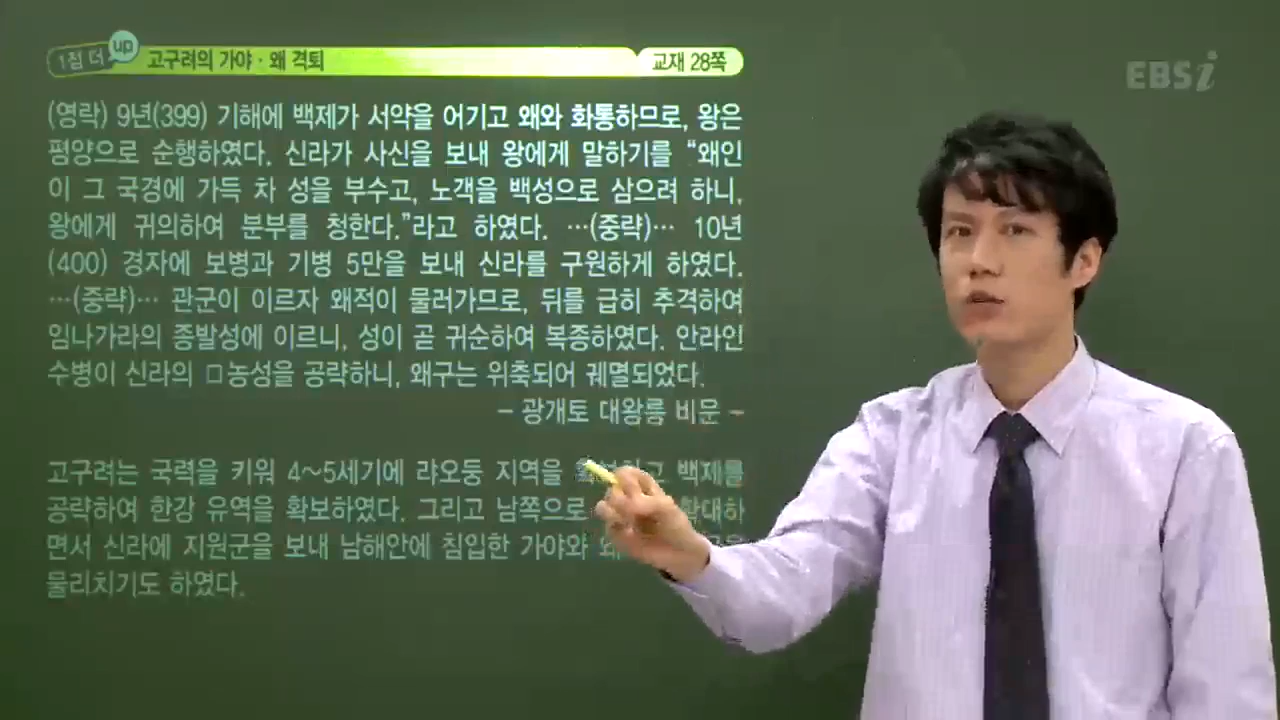 1점 더 up
고구려의 가야·왜 격퇴
교재 28쪽
EBSi
(영락) 9년(399) 기해에 백제가 서약을 어기고 왜와 화통하므로, 왕은
평양으로 순행하였다. 신라가 사신을 보내 왕에게 말하기를 “왜인
이 그 국경에 가득 차 성을 부수고, 노객을 백성으로 삼으려 하니,
왕에게 귀의하여 분부를 청한다.”라고 하였다. …(중략)… 10년
(400) 경자에 보병과 기병 5만을 보내 신라를 구원하게 하였다.
…(중략)… 관군이 이르자 왜적이 물러가므로, 뒤를 급히 추격하여
임나가라의 종발성에 이르니, 성이 곧 귀순하여 복종하였다. 안라인
수병이 신라의 □농성을 공략하니, 왜구는 위축되어 궤멸되었다.
– 광개토 대왕릉 비문 –
고구려는 국력을 키워 4~5세기에 랴오둥 지역을 백제를
공략하여 한강 유역을 확보하였다. 그리고 남쪽으로 확대하
면서 신라에 지원군을 보내 남해안에 침입한 가야와
물리치기도 하였다.